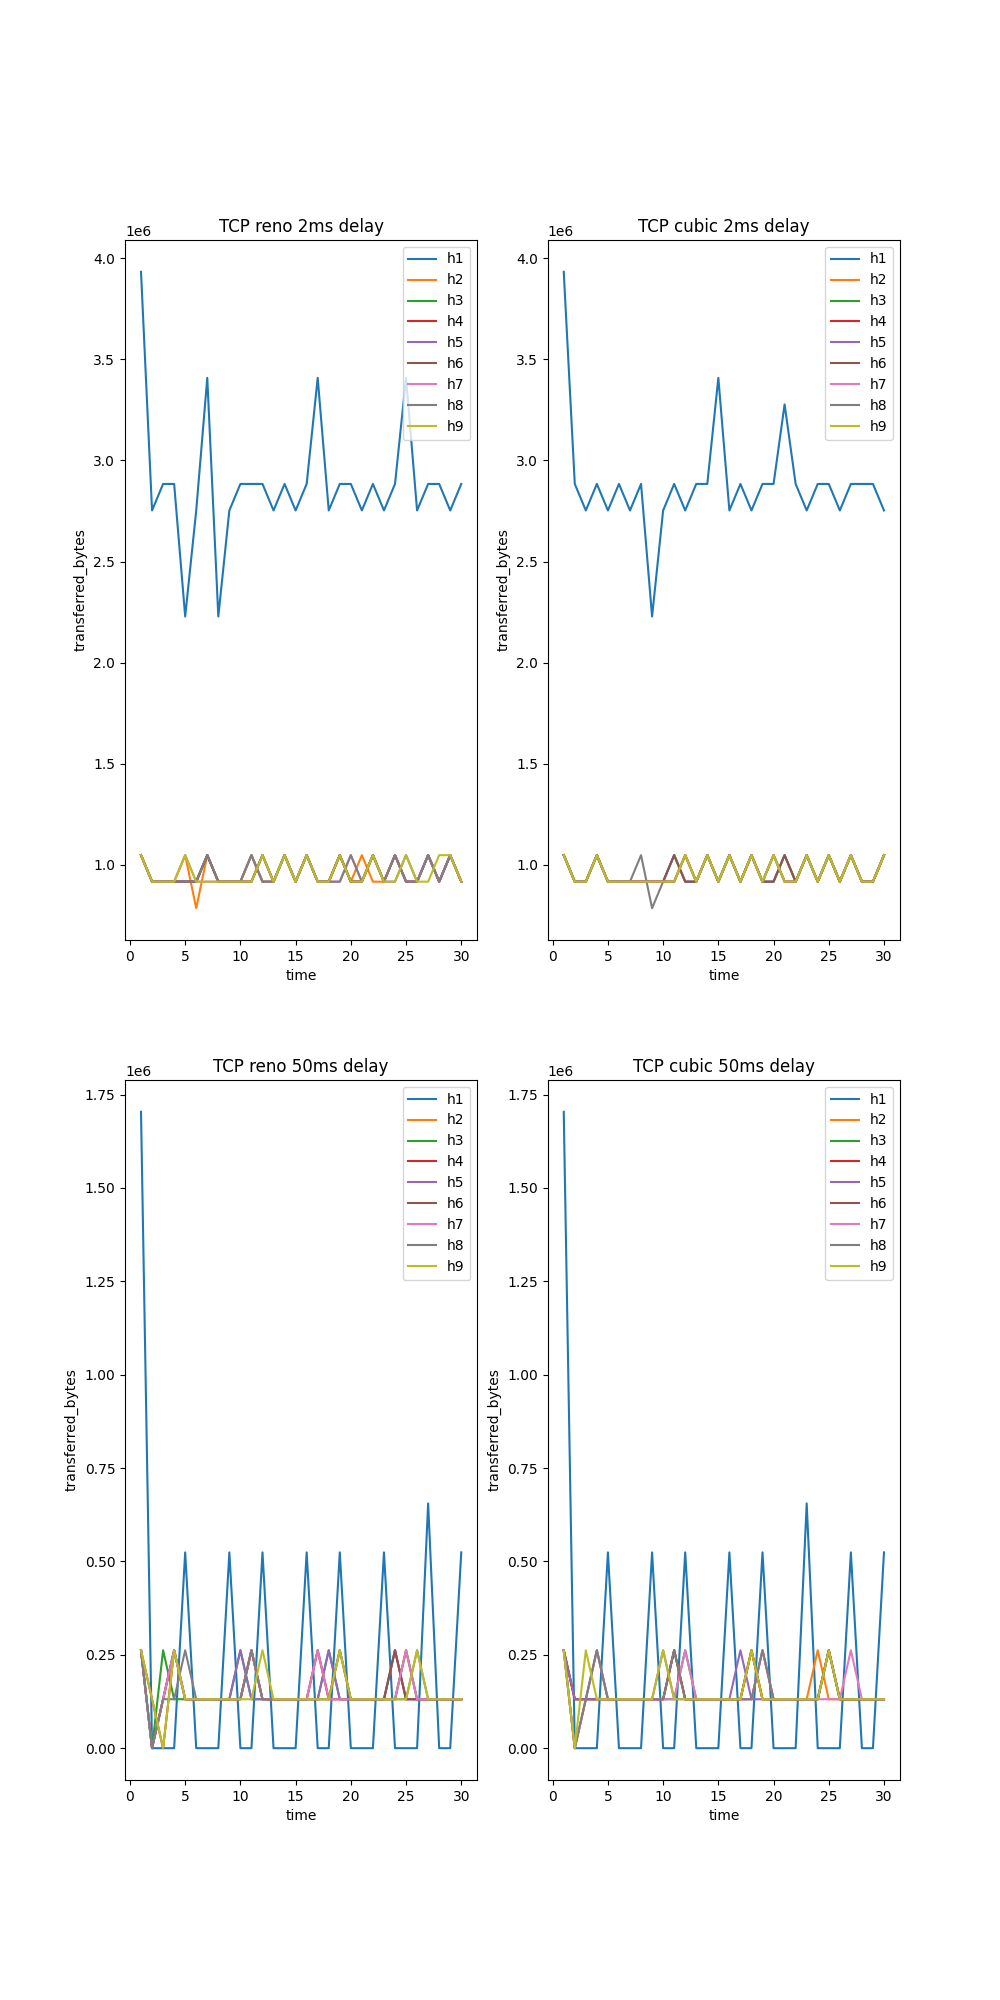 TCP reno 2ms delay
1e6
4.0
3.5
3.0
2.5
2.0
1.5
1.0
transferred_bytes
0 5 10 15 20 25 30
time
h1
h2
h3
h4
h5
h6
h7
h8
h9
TCP cubic 2ms delay
1e6
4.0
3.5
3.0
2.5
2.0
1.5
1.0
transferred_bytes
0 5 10 15 20 25 30
time
h1
h2
h3
h4
h5
h6
h7
h8
h9
TCP reno 50ms delay
1e6
1.75
1.50
1.25
1.00
0.75
0.50
0.25
0.00
transferred_bytes
0 5 10 15 20 25 30
time
h1
h2
h3
h4
h5
h6
h7
h8
h9
TCP cubic 50ms delay
1e6
1.75
1.50
1.25
1.00
0.75
0.50
0.25
0.00
transferred_bytes
0 5 10 15 20 25 30
time
h1
h2
h3
h4
h5
h6
h7
h8
h9